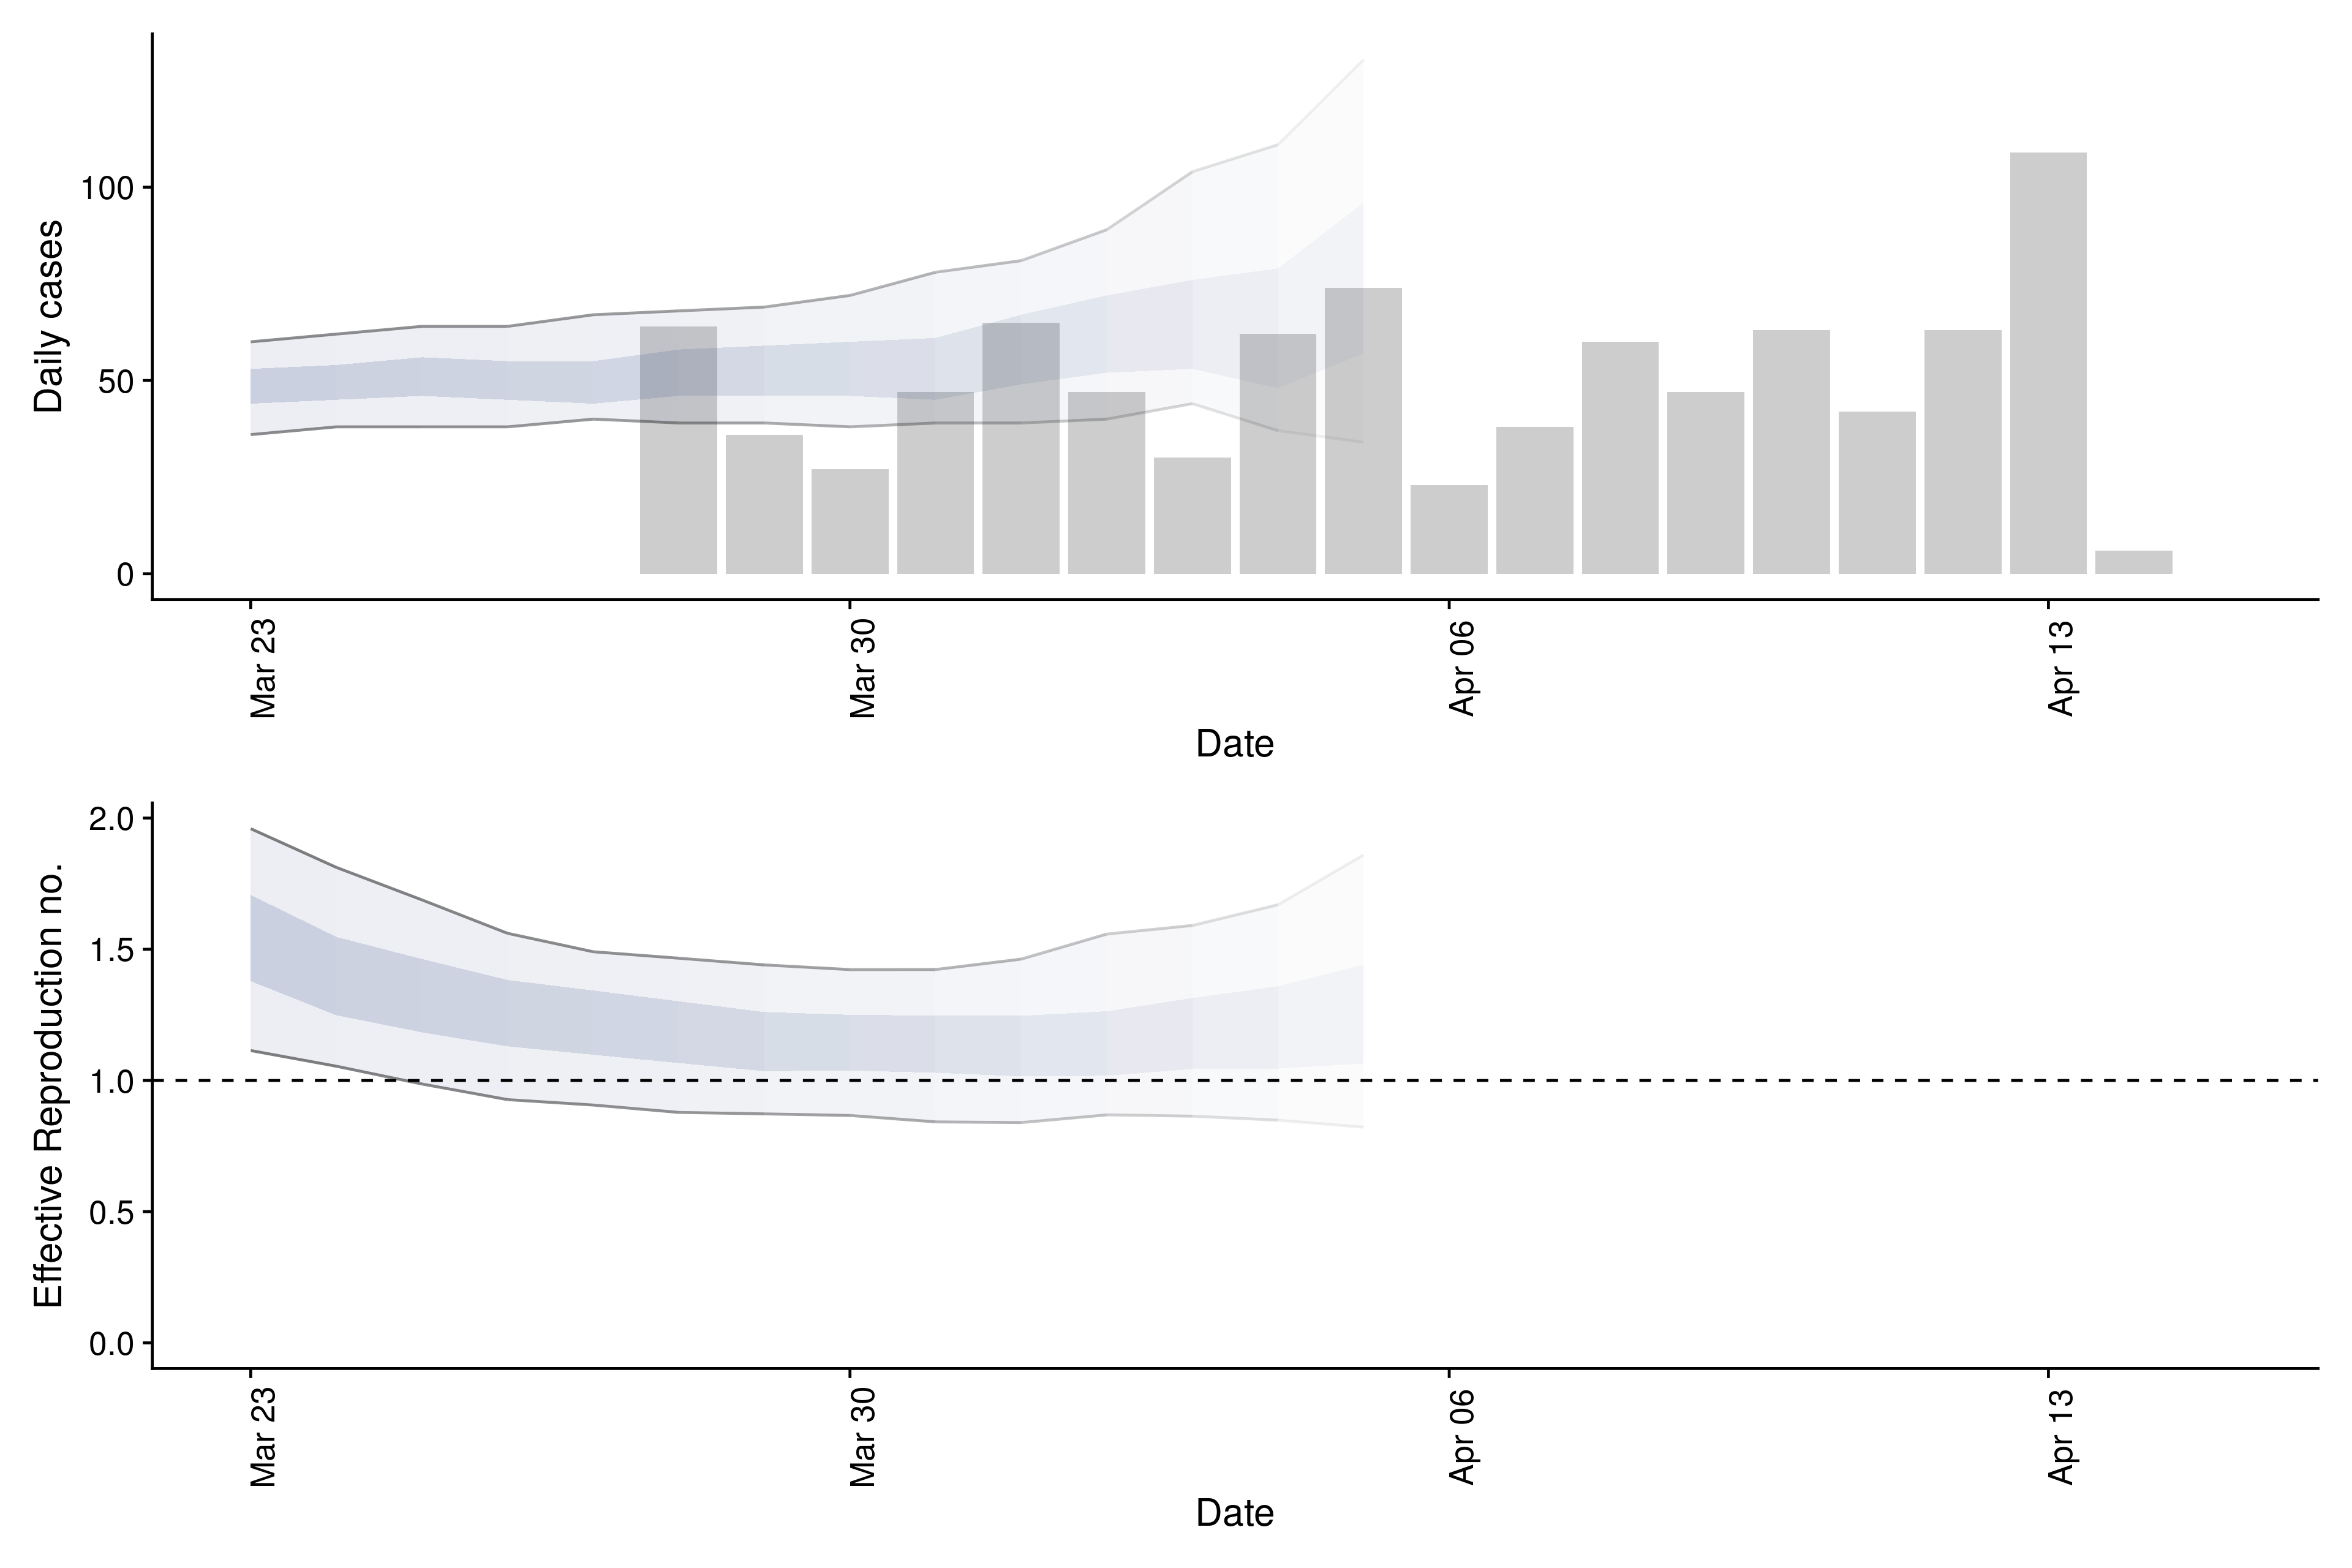 Daily cases
100
50
0
Mar 23
Mar 30
Apr 06
Apr 13
Date
Effective Reproduction no.
2.0
1.5
1.0
0.5
0.0
Mar 23
Mar 30
Apr 06
Apr 13
Date